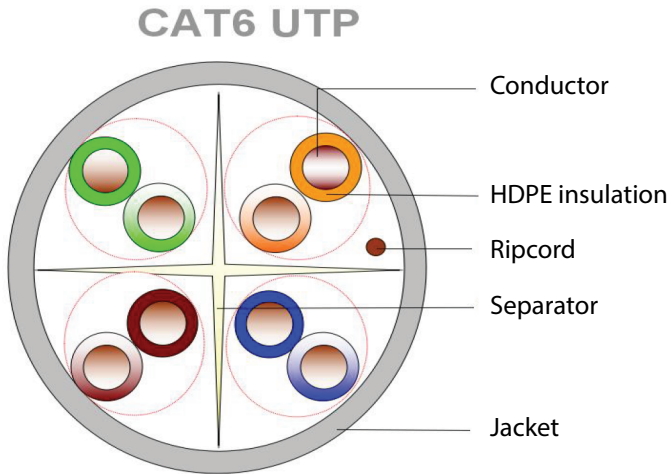 CAT6 UTP
Conductor
HDPE insulation
Ripcord
Separator
Jacket